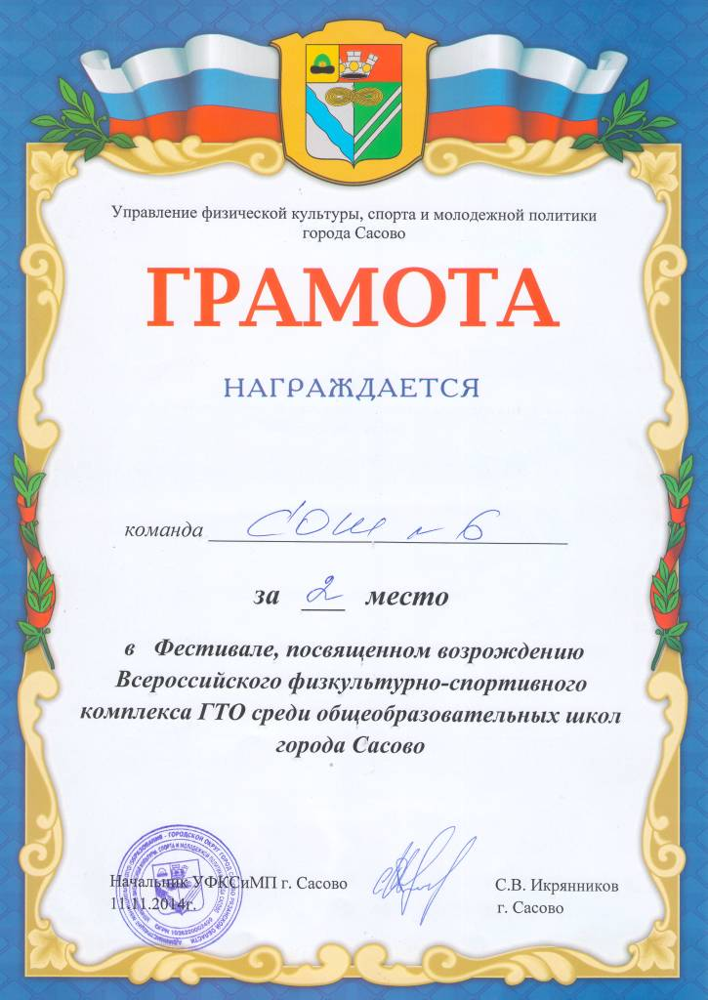 Управление физической культуры, спорта и молодежной политики
города Сасово
ГРАМОТА
НАГРАЖДАЕТСЯ
команда СОШ № 6
за 2 место
в Фестивале, посвященном возрождению
Всероссийского физкультурно-спортивного
комплекса ГТО среди общеобразовательных школ
города Сасово
Начальник УФКСиМП г. Сасово
С.В. Икрянников
11.11.2014г.
г. Сасово